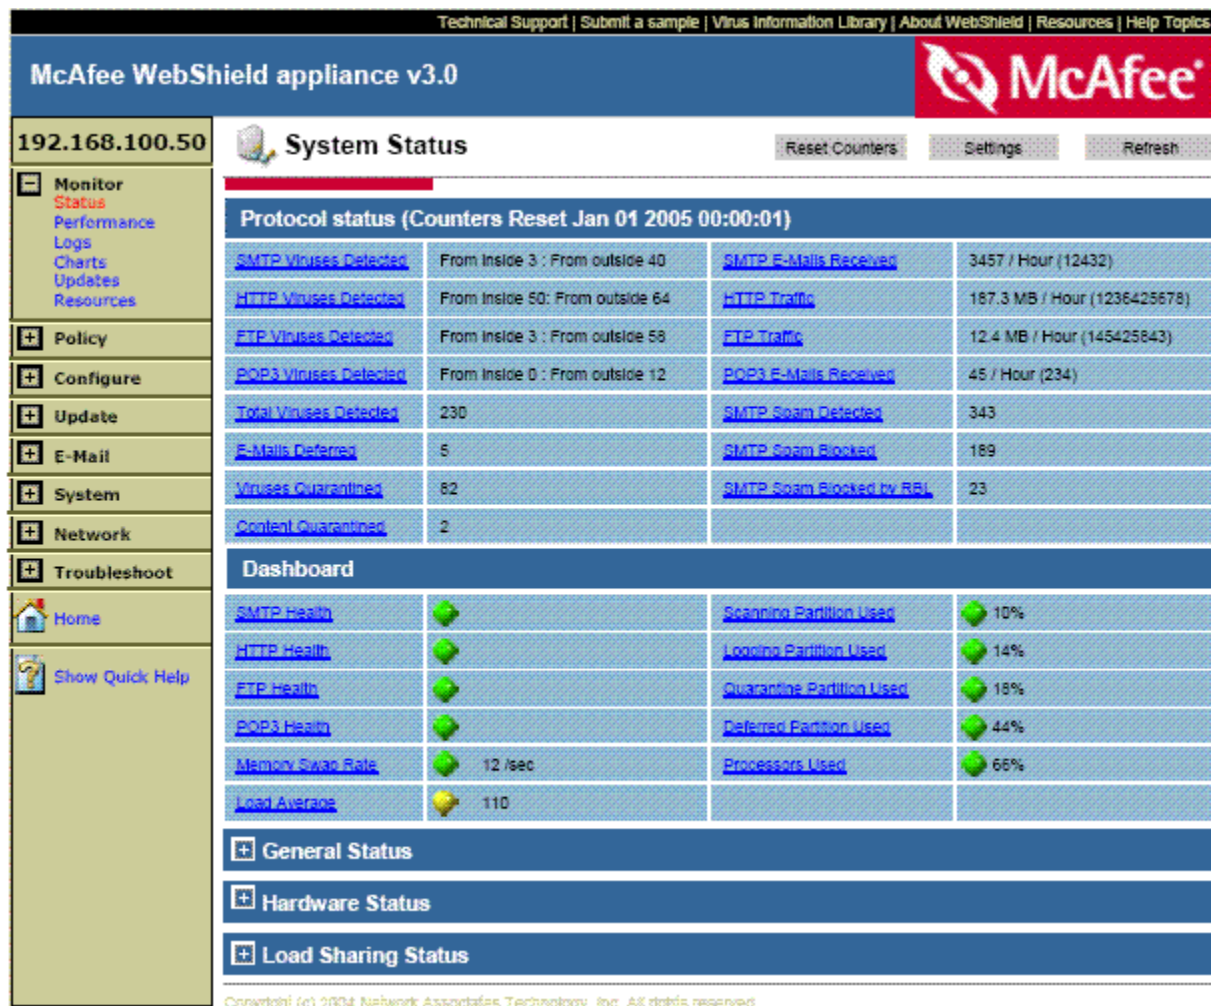 Technical Support | Submit a sample | Virus Information Library | About WebShield | Resources | Help Topics
McAfee WebShield appliance v3.0
McAfee
192.168.100.50
System Status
Reset Counters
Settings
Refresh
Monitor
Status
Performance
Logs
Charts
Updates
Resources
Policy
Configure
Update
E-Mail
System
Network
Troubleshoot
Home
Show Quick Help
Protocol status (Counters Reset Jan 01 2005 00:00:01)
SMTP Viruses Detected From Inside 3 : From outside 40 SMTP E-Mails Received 3457 / Hour (12432)
HTTP Viruses Detected From Inside 50: From outside 64 HTTP Traffic 187.3 MB / Hour (1236425678)
FTP Viruses Detected From Inside 3 : From outside 58 FTP Traffic 12.4 MB / Hour (145425843)
POP3 Viruses Detected From Inside 0 : From outside 12 POP3 E-Mails Received 45 / Hour (234)
Total Viruses Detected 230 SMTP Spam Detected 343
E-Mails Deferred 5 SMTP Spam Blocked 189
Viruses Quarantined 82 SMTP Spam Blocked by RBL 23
Content Quarantined 2
Dashboard
SMTP Health Scanning Partition Used 10%
HTTP Health Logging Partition Used 14%
FTP Health Quarantine Partition Used 18%
POP3 Health Deferred Partition Used 44%
Memory Swap Rate 12 /sec Processors Used 66%
Load Average 110
General Status
Hardware Status
Load Sharing Status
Copyright (c) 2004 Network Associates Technology, Inc. All rights reserved